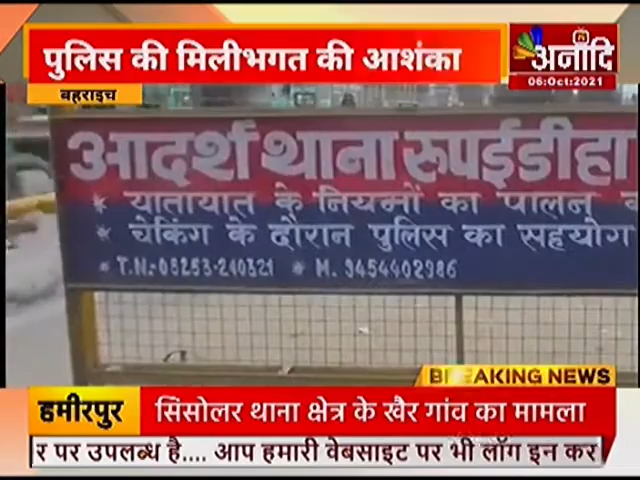 पुलिस की मिलीभगत की आशंका
बहराइच
अनादि TV
06:Oct:2021
आदर्श थाना रुपईडीहा
* यातायात के नियमों का पालन
* चेकिंग के दौरान पुलिस का सहयोग
* T.N.-05253-240321 * M. 9454402986
BREAKING NEWS
हमीरपुर
सिंसोलर थाना क्षेत्र के खैर गांव का मामला
र पर उपलब्ध है.... आप हमारी वेबसाइट पर भी लॉग इन कर